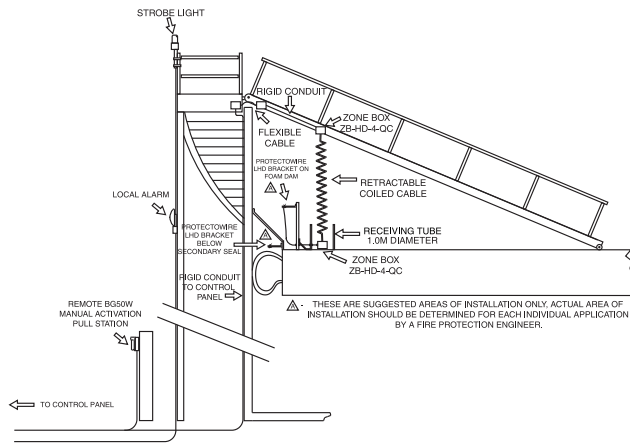 STROBE LIGHT
RIGID CONDUIT
ZONE BOX
ZB-HD-4-QC
FLEXIBLE
CABLE
PROTECTOWIRE
LHD BRACKET ON
FOAM DAM
A
RETRACTABLE
COILED CABLE
LOCAL ALARM
PROTECTOWIRE
LHD BRACKET
BELOW
SECONDARY SEAL
A
RECEIVING TUBE
1.0M DIAMETER
ZONE BOX
ZB-HD-4-QC
RIGID CONDUIT
TO CONTROL
PANEL
A - THESE ARE SUGGESTED AREAS OF INSTALLATION ONLY, ACTUAL AREA OF
INSTALLATION SHOULD BE DETERMINED FOR EACH INDIVIDUAL APPLICATION
BY A FIRE PROTECTION ENGINEER.
REMOTE BG50W
MANUAL ACTIVATION
PULL STATION
TO CONTROL PANEL